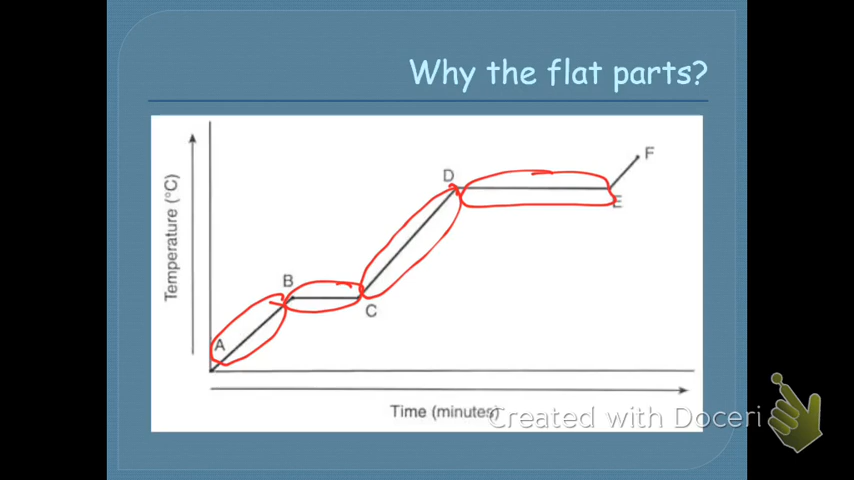 Why the flat parts?
F
D
E
Temperature (°C)
B
C
A
Time (minutes)
Created with Doceri